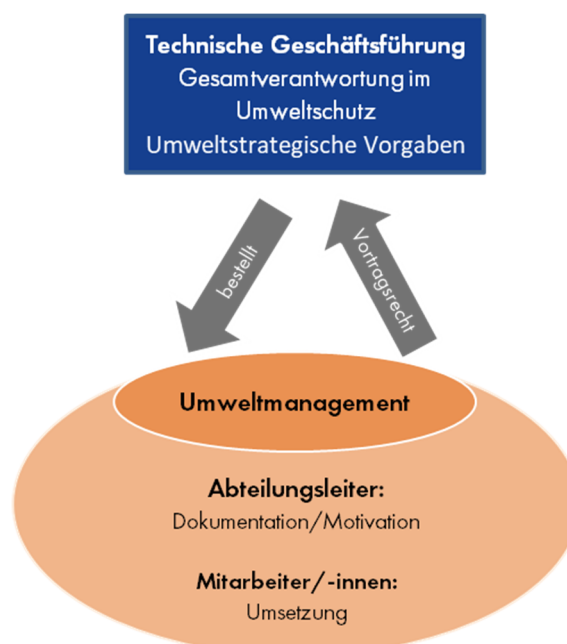 Technische Geschäftsführung
Gesamtverantwortung im
Umweltschutz
Umweltstrategische Vorgaben
bestellt
Vortragsrecht
Umweltmanagement
Abteilungsleiter:
Dokumentation/Motivation
Mitarbeiter/-innen:
Umsetzung